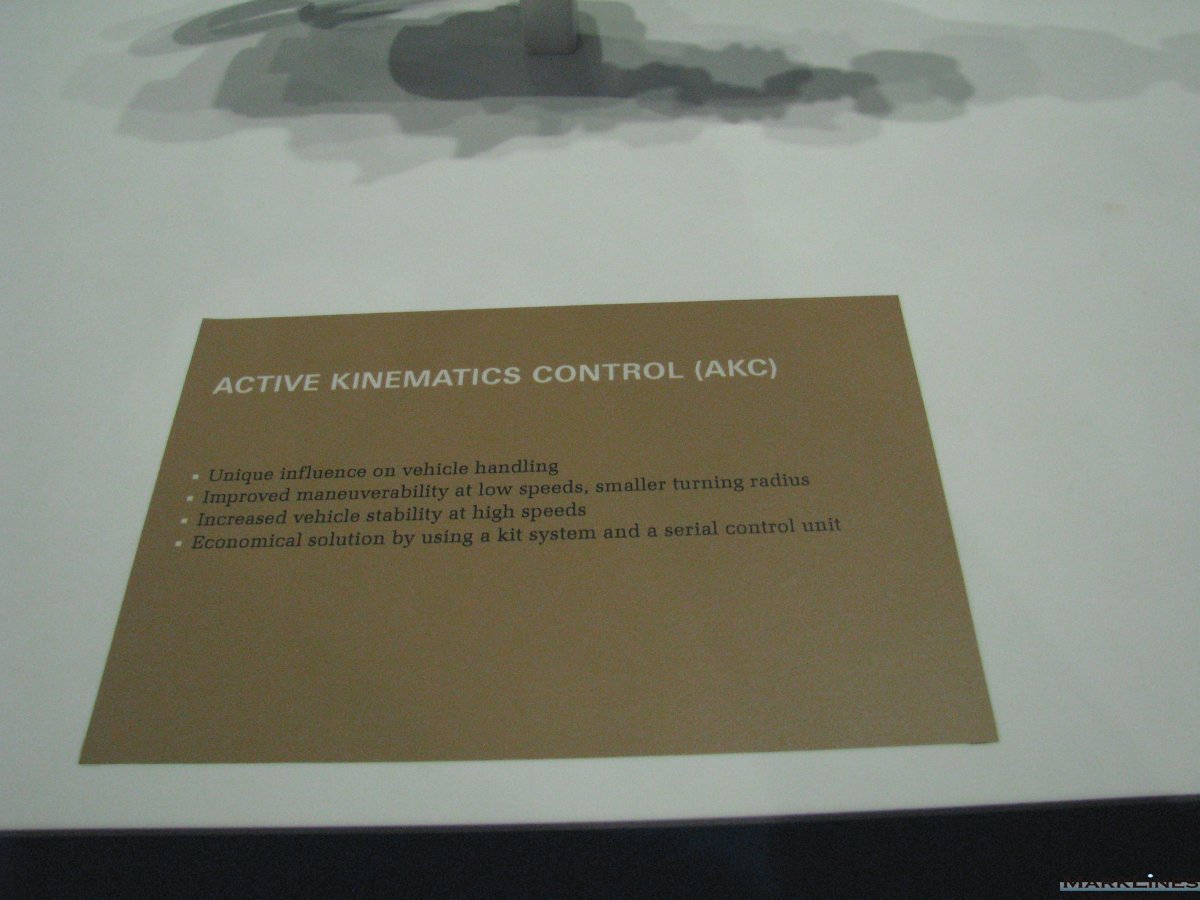 ACTIVE KINEMATICS CONTROL (AKC)
▪ Unique influence on vehicle handling
▪ Improved maneuverability at low speeds, smaller turning radius
▪ Increased vehicle stability at high speeds
▪ Economical solution by using a kit system and a serial control unit
MARKLINES